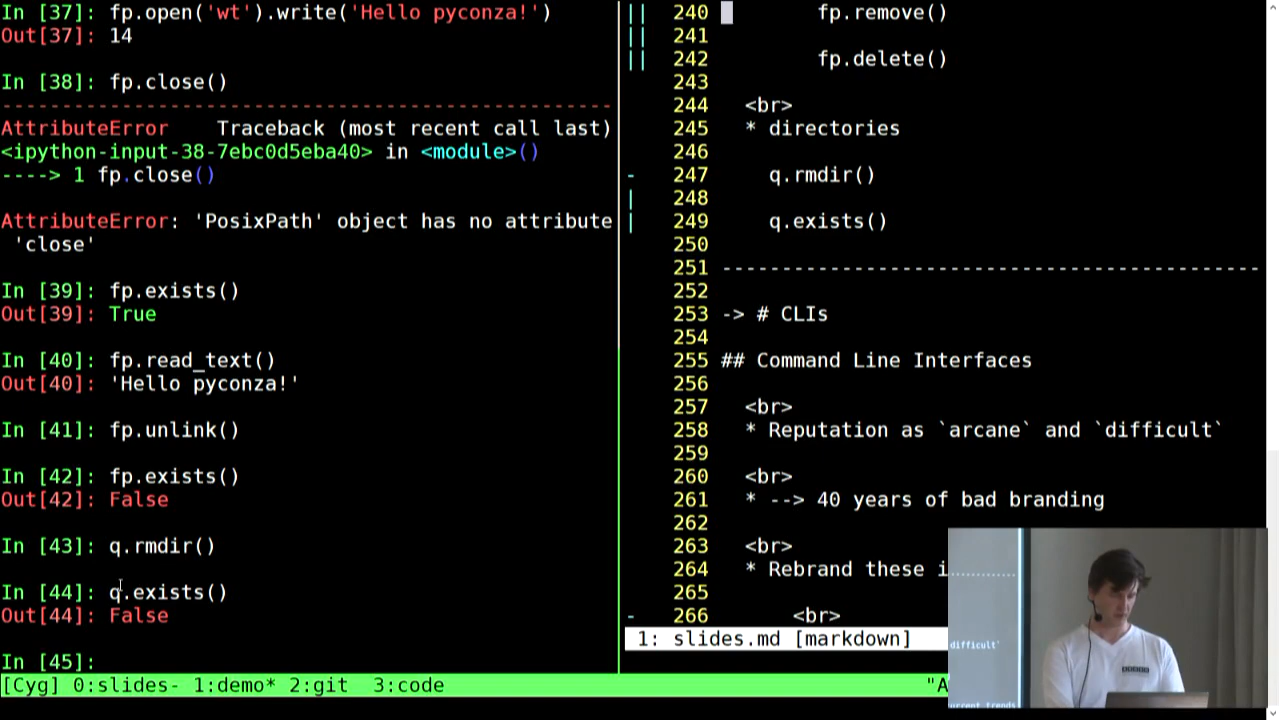 In [37]: fp.open('wt').write('Hello pyconza!')
Out[37]: 14
In [38]: fp.close()
---------------------------------------------------
AttributeError    Traceback (most recent call last)
<ipython-input-38-7ebc0d5eba40> in <module>()
----> 1 fp.close()
AttributeError: 'PosixPath' object has no attribute
'close'
In [39]: fp.exists()
Out[39]: True
In [40]: fp.read_text()
Out[40]: 'Hello pyconza!'
In [41]: fp.unlink()
In [42]: fp.exists()
Out[42]: False
In [43]: q.rmdir()
In [44]: q.exists()
Out[44]: False
In [45]:
|| 240 fp.remove()
|| 241
|| 242 fp.delete()
243
244 <br>
245 * directories
246
- 247 q.rmdir()
| 248
| 249 q.exists()
250
251 ---------------------------------------------
252
253 -> # CLIs
254
255 ## Command Line Interfaces
256
257 <br>
258 * Reputation as `arcane` and `difficult`
259
260 <br>
261 * --> 40 years of bad branding
262
263 <br>
264 * Rebrand these i
265
- 266 <br>
1: slides.md [markdown]
[Cyg] 0:slides- 1:demo* 2:git 3:code "A
difficult`
current trends